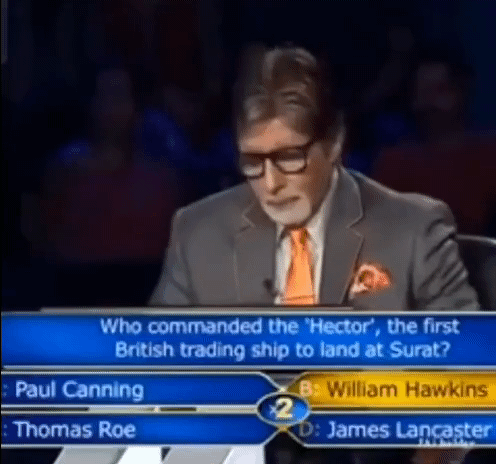 Who commanded the 'Hector', the first
British trading ship to land at Surat?
: Paul Canning
B: William Hawkins
x2
: Thomas Roe
D: James Lancaster